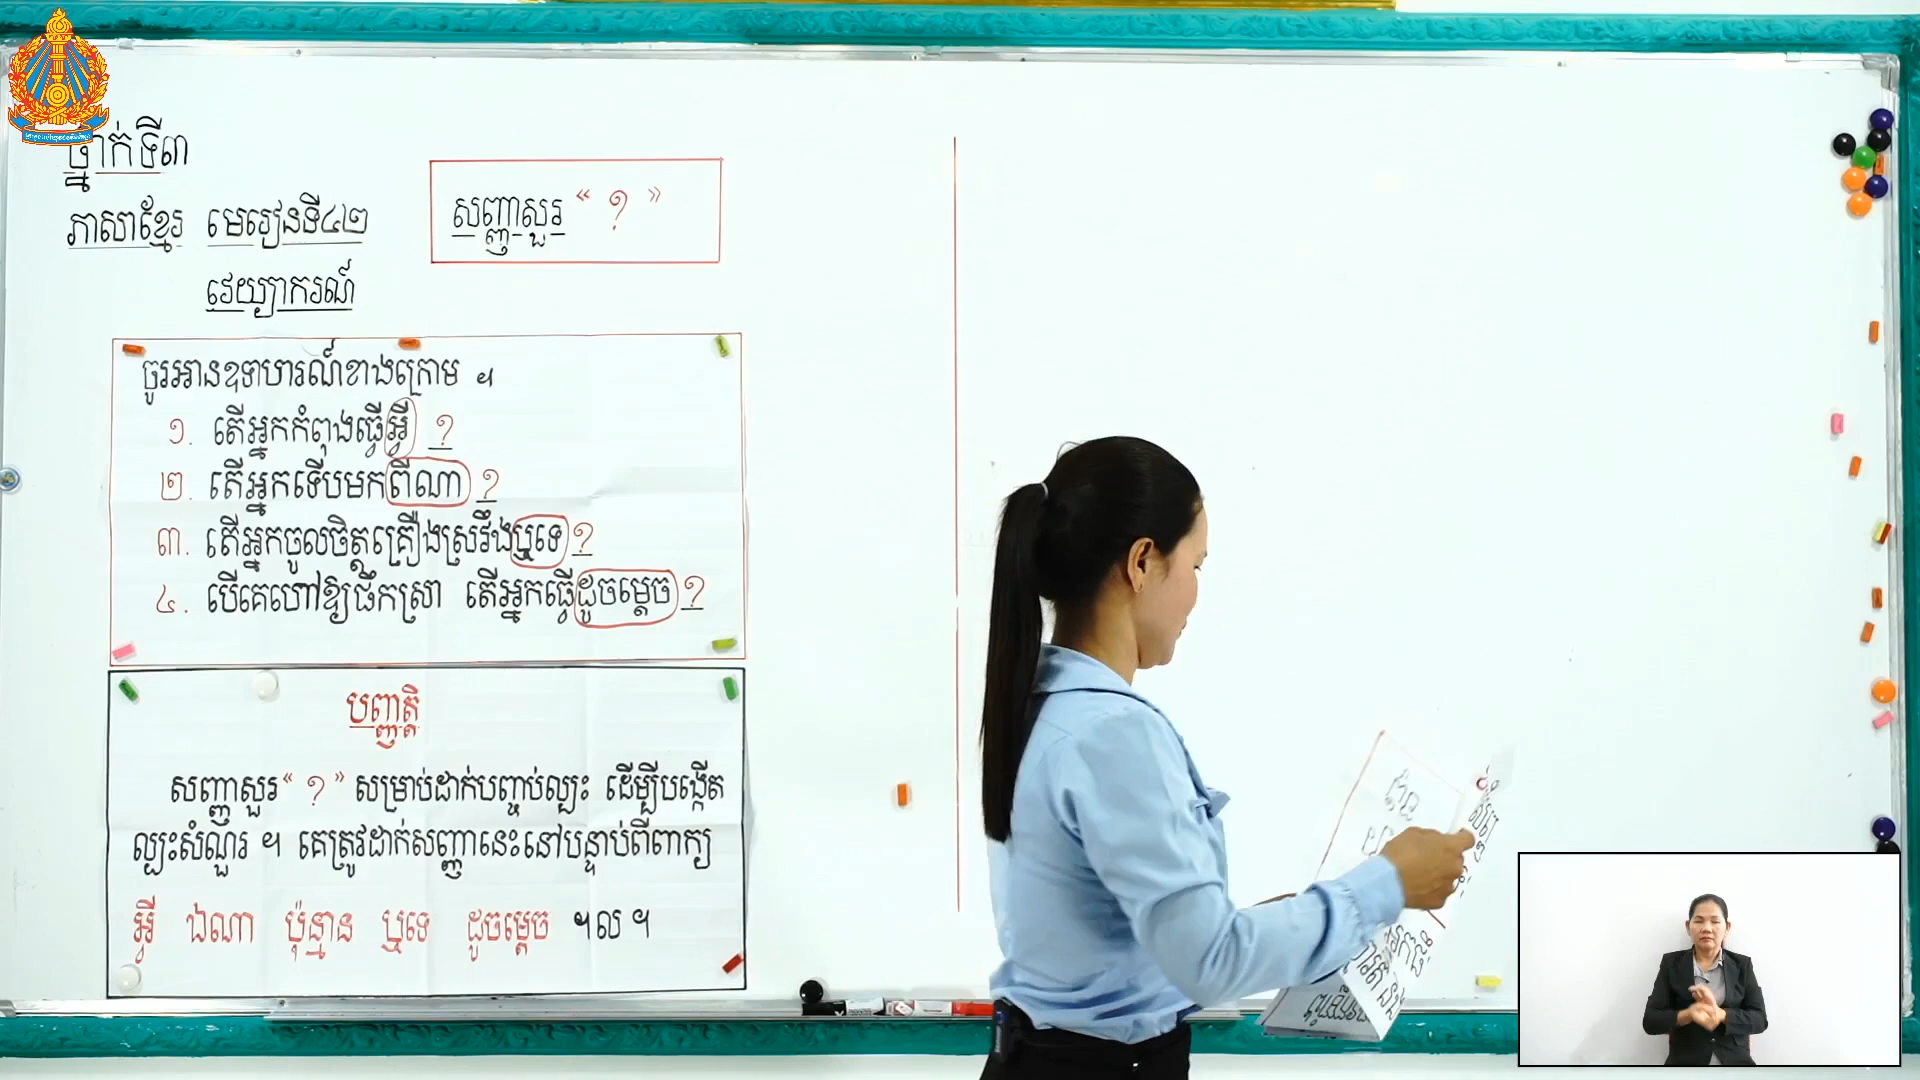 ថ្នាក់ទី៣
ភាសាខ្មែរ មេរៀនទី៤២
វេយ្យាករណ៍
សញ្ញាសួរ « ? »
ចូរអានឧទាហរណ៍ខាងក្រោម ។
១. តើអ្នកកំពុងធ្វើអ្វី ?
២. តើអ្នកទើបមកពីណា ?
៣. តើអ្នកចូលចិត្តគ្រឿងស្រវឹងឬទេ ?
៤. បើគេហៅឱ្យផឹកស្រា តើអ្នកធ្វើដូចម្ដេច ?
បញ្ញត្តិ
សញ្ញាសួរ « ? » សម្រាប់ដាក់បញ្ចប់ល្បះ ដើម្បីបង្កើត
ល្បះសំណួរ ។ គេត្រូវដាក់សញ្ញានេះនៅបន្ទាប់ពីពាក្យ
អ្វី ឯណា ប៉ុន្មាន ឬទេ ដូចម្ដេច ។ល។